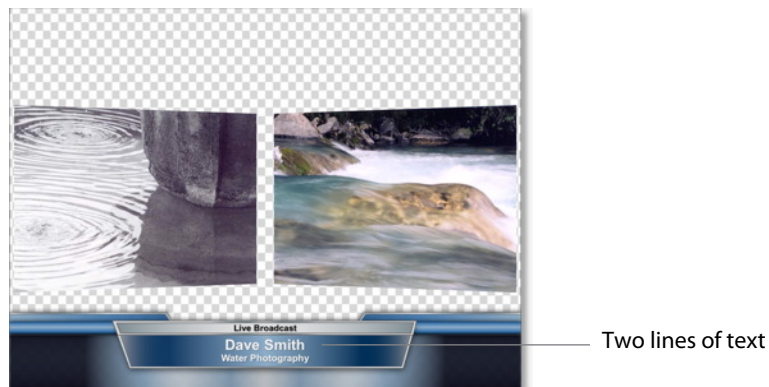 Live Broadcast
Dave Smith
Water Photography
Two lines of text